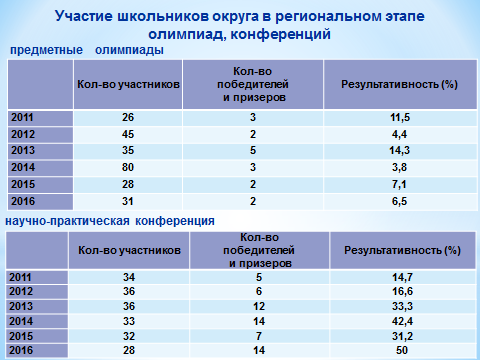 Участие школьников округа в региональном этапе
олимпиад, конференций
предметные олимпиады
Кол-во участников Кол-во победителей и призеров Результативность (%)
2011 26 3 11,5
2012 45 2 4,4
2013 35 5 14,3
2014 80 3 3,8
2015 28 2 7,1
2016 31 2 6,5
научно-практическая конференция
Кол-во участников Кол-во победителей и призеров Результативность (%)
2011 34 5 14,7
2012 36 6 16,6
2013 36 12 33,3
2014 33 14 42,4
2015 32 7 31,2
2016 28 14 50